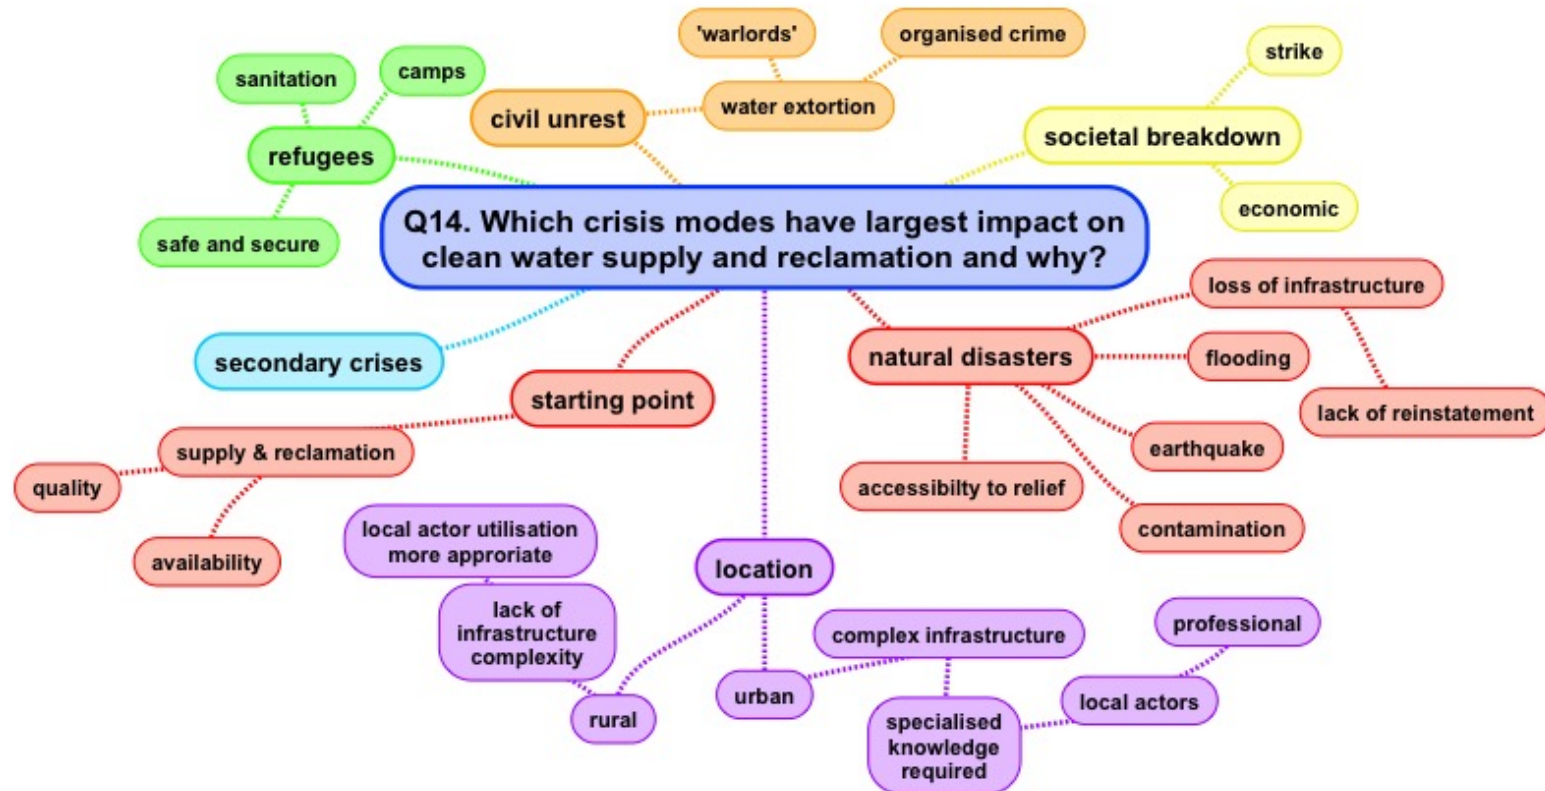 'warlords'
organised crime
strike
sanitation
camps
water extortion
civil unrest
societal breakdown
refugees
economic
safe and secure
Q14. Which crisis modes have largest impact on
clean water supply and reclamation and why?
loss of infrastructure
secondary crises
natural disasters
flooding
starting point
lack of reinstatement
supply & reclamation
earthquake
quality
accessibilty to relief
contamination
availability
local actor utilisation
more approriate
location
lack of
infrastructure
complexity
complex infrastructure
professional
urban
local actors
rural
specialised
knowledge
required